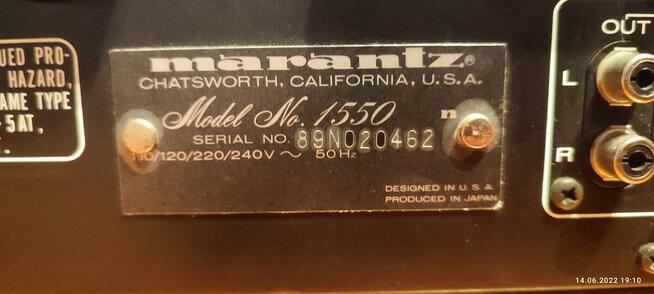 UED PRO-
HAZARD,
AME TYPE
5AT,
marantz®
CHATSWORTH, CALIFORNIA, U.S.A.
Model No. 1550 n
SERIAL NO. 89N020462
110/120/220/240V ~ 50Hz
DESIGNED IN U.S.A.
PRODUCED IN JAPAN
OUT
L
R
14.06.2022 19:10